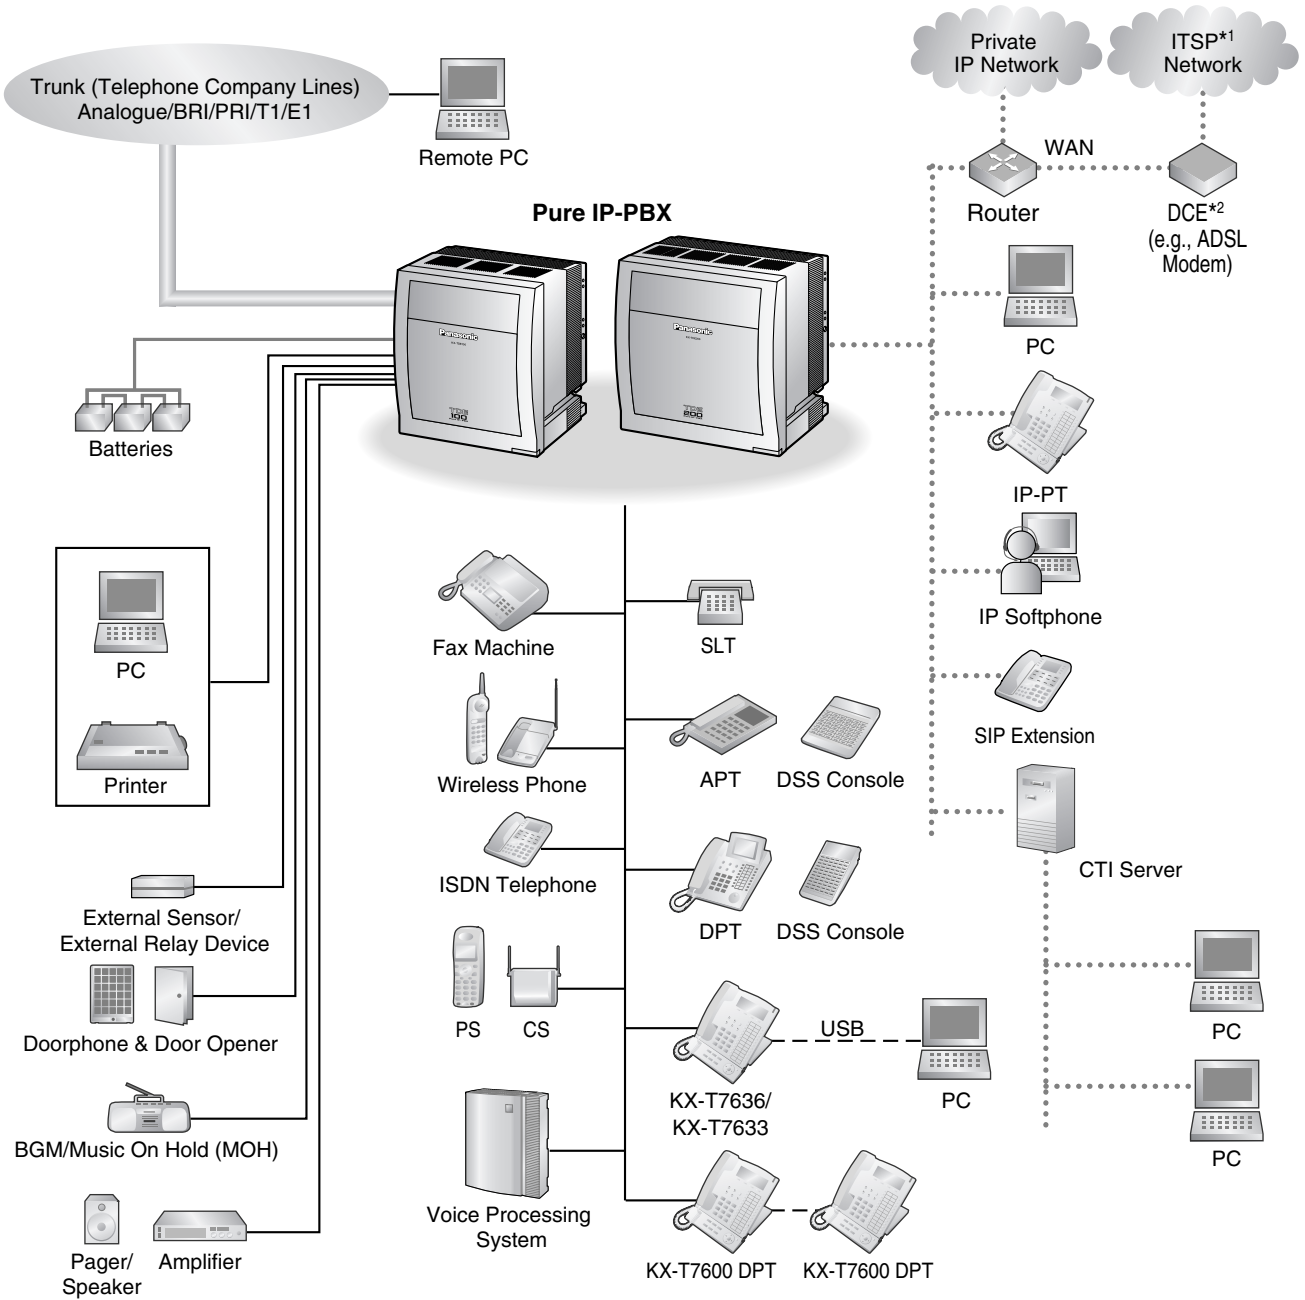 Private
IP Network
ITSP*1
Network
Trunk (Telephone Company Lines)
Analogue/BRI/PRI/T1/E1
Remote PC
WAN
Router
DCE*2
(e.g., ADSL
Modem)
Pure IP-PBX
Panasonic
TDE
100
Panasonic
TDE
200
PC
Batteries
IP-PT
IP Softphone
Fax Machine
SLT
PC
SIP Extension
Printer
Wireless Phone
APT
DSS Console
CTI Server
ISDN Telephone
External Sensor/
External Relay Device
DPT
DSS Console
PS
CS
USB
PC
Doorphone & Door Opener
KX-T7636/
KX-T7633
PC
BGM/Music On Hold (MOH)
PC
Voice Processing
System
Pager/
Speaker
Amplifier
KX-T7600 DPT
KX-T7600 DPT